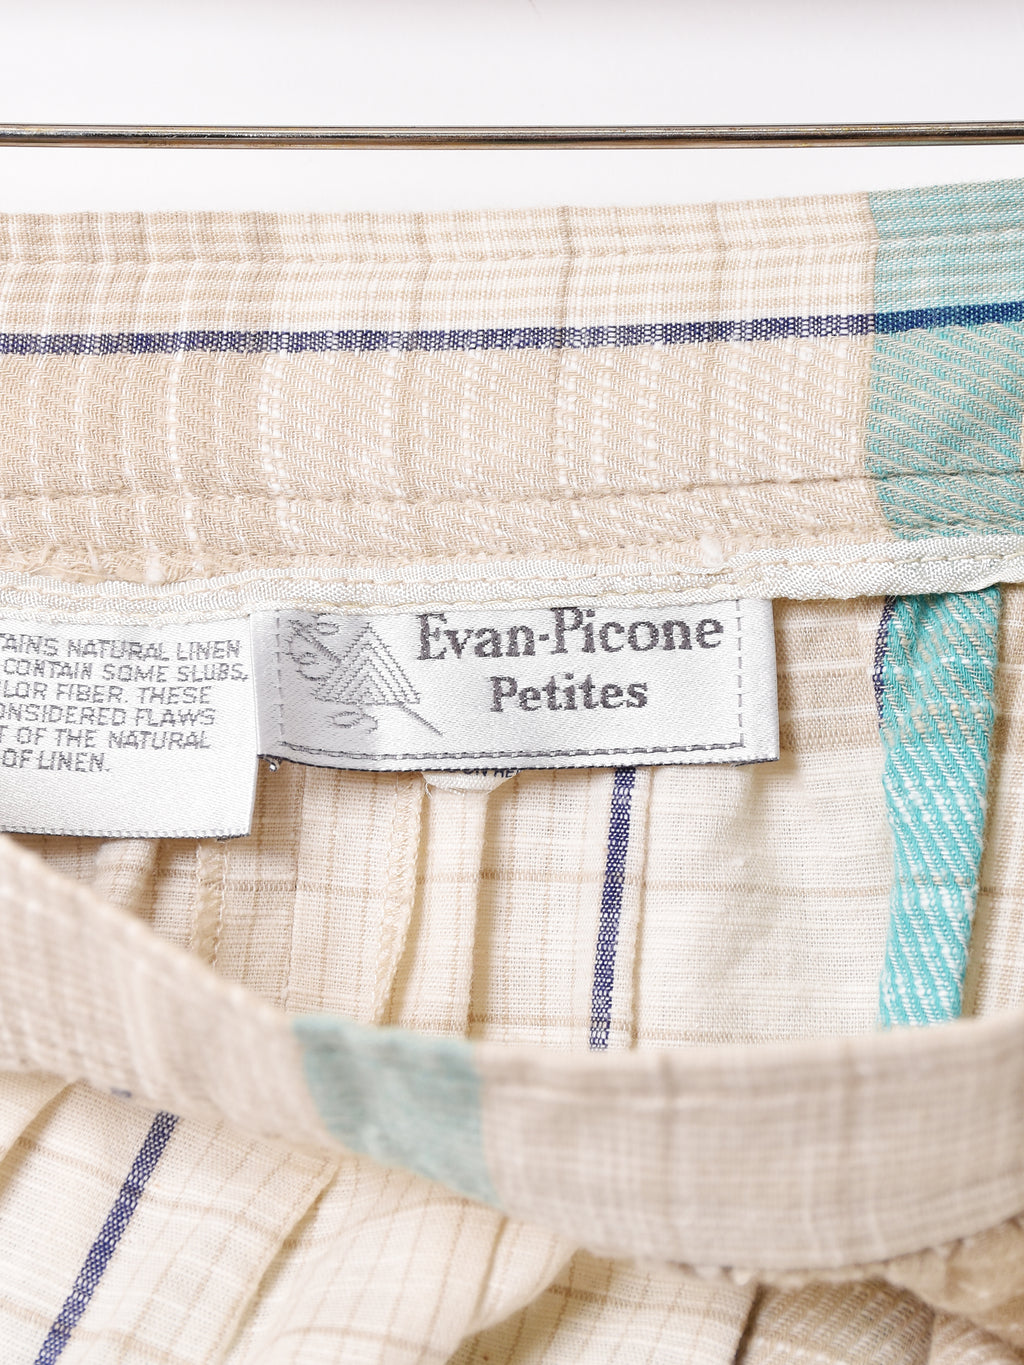 TAINS NATURAL LINEN
CONTAIN SOME SLUBS,
LOR FIBER. THESE
ONSIDERED FLAWS
T OF THE NATURAL
OF LINEN.
Evan-Picone
Petites